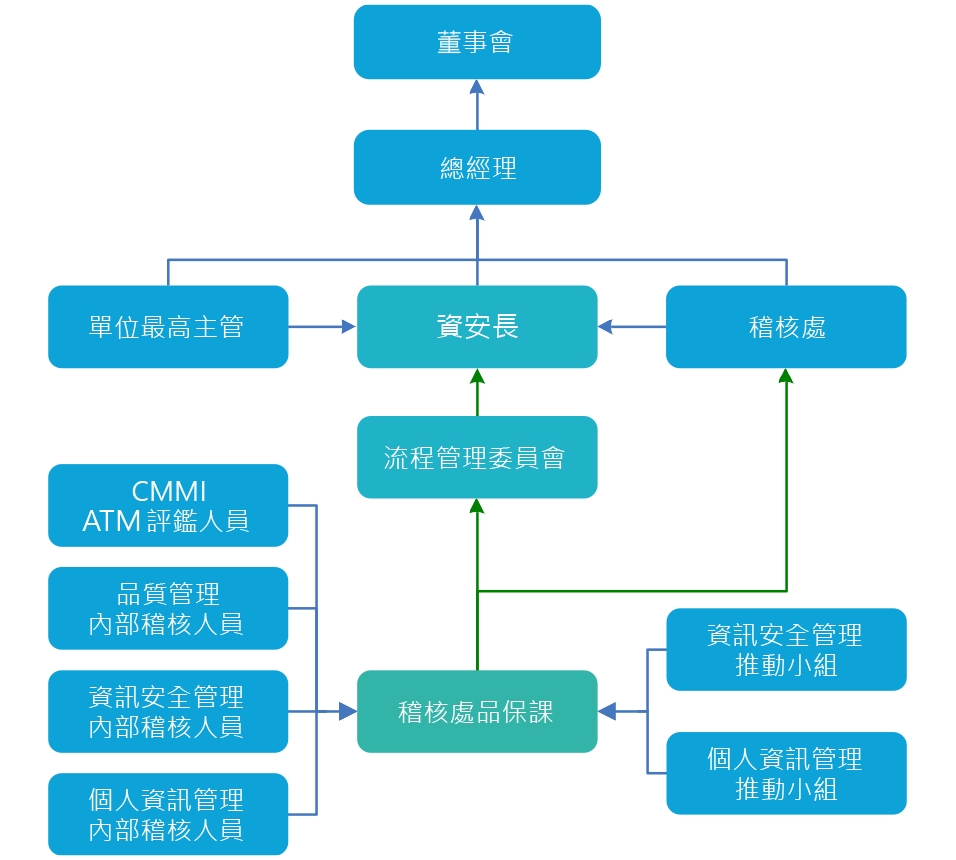 董事會
總經理
單位最高主管
資安長
稽核處
流程管理委員會
CMMI
ATM 評鑑人員
品質管理
內部稽核人員
資訊安全管理
內部稽核人員
個人資訊管理
內部稽核人員
稽核處品保課
資訊安全管理
推動小組
個人資訊管理
推動小組